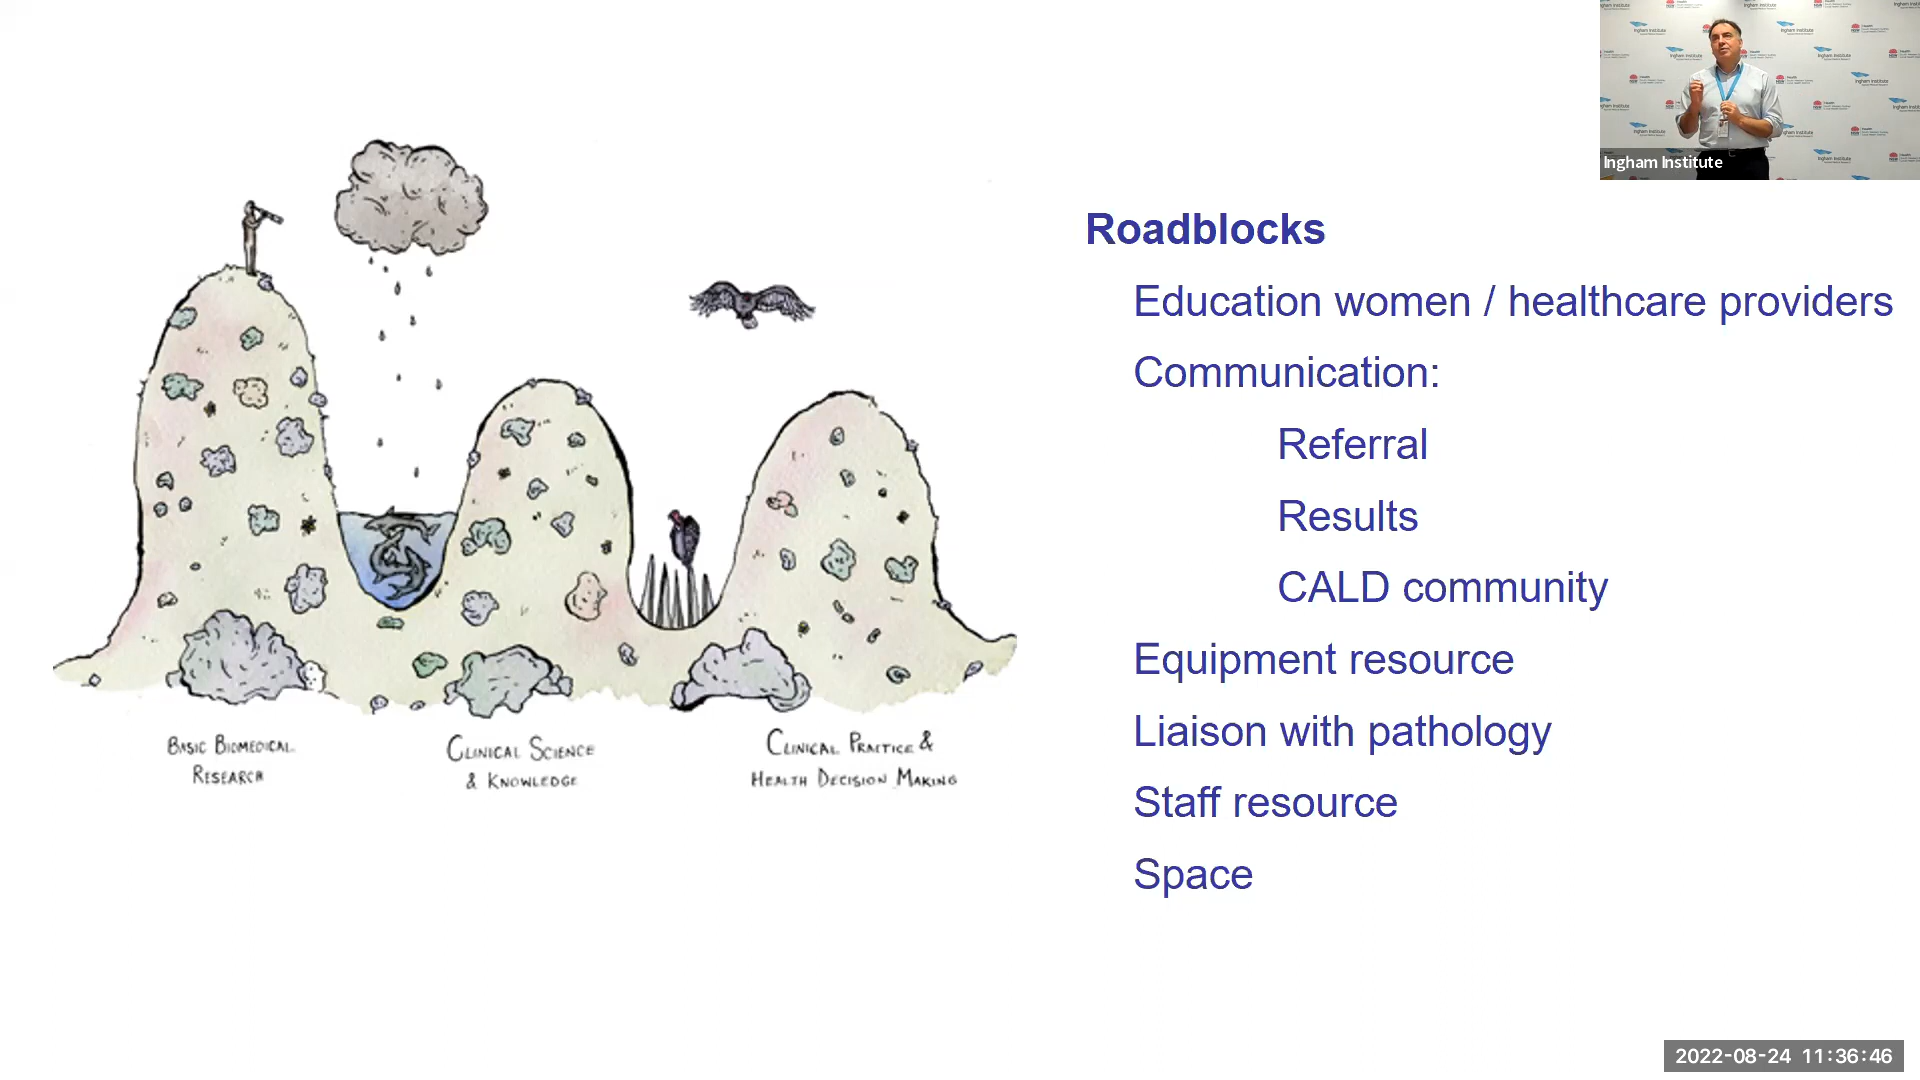 Ingham Institute
Roadblocks
Education women / healthcare providers
Communication:
Referral
Results
CALD community
Equipment resource
Liaison with pathology
Staff resource
Space
BASIC BIOMEDICAL
RESEARCH
CLINICAL SCIENCE
& KNOWLEDGE
CLINICAL PRACTICE &
HEALTH DECISION MAKING
2022-08-24 11:36:46